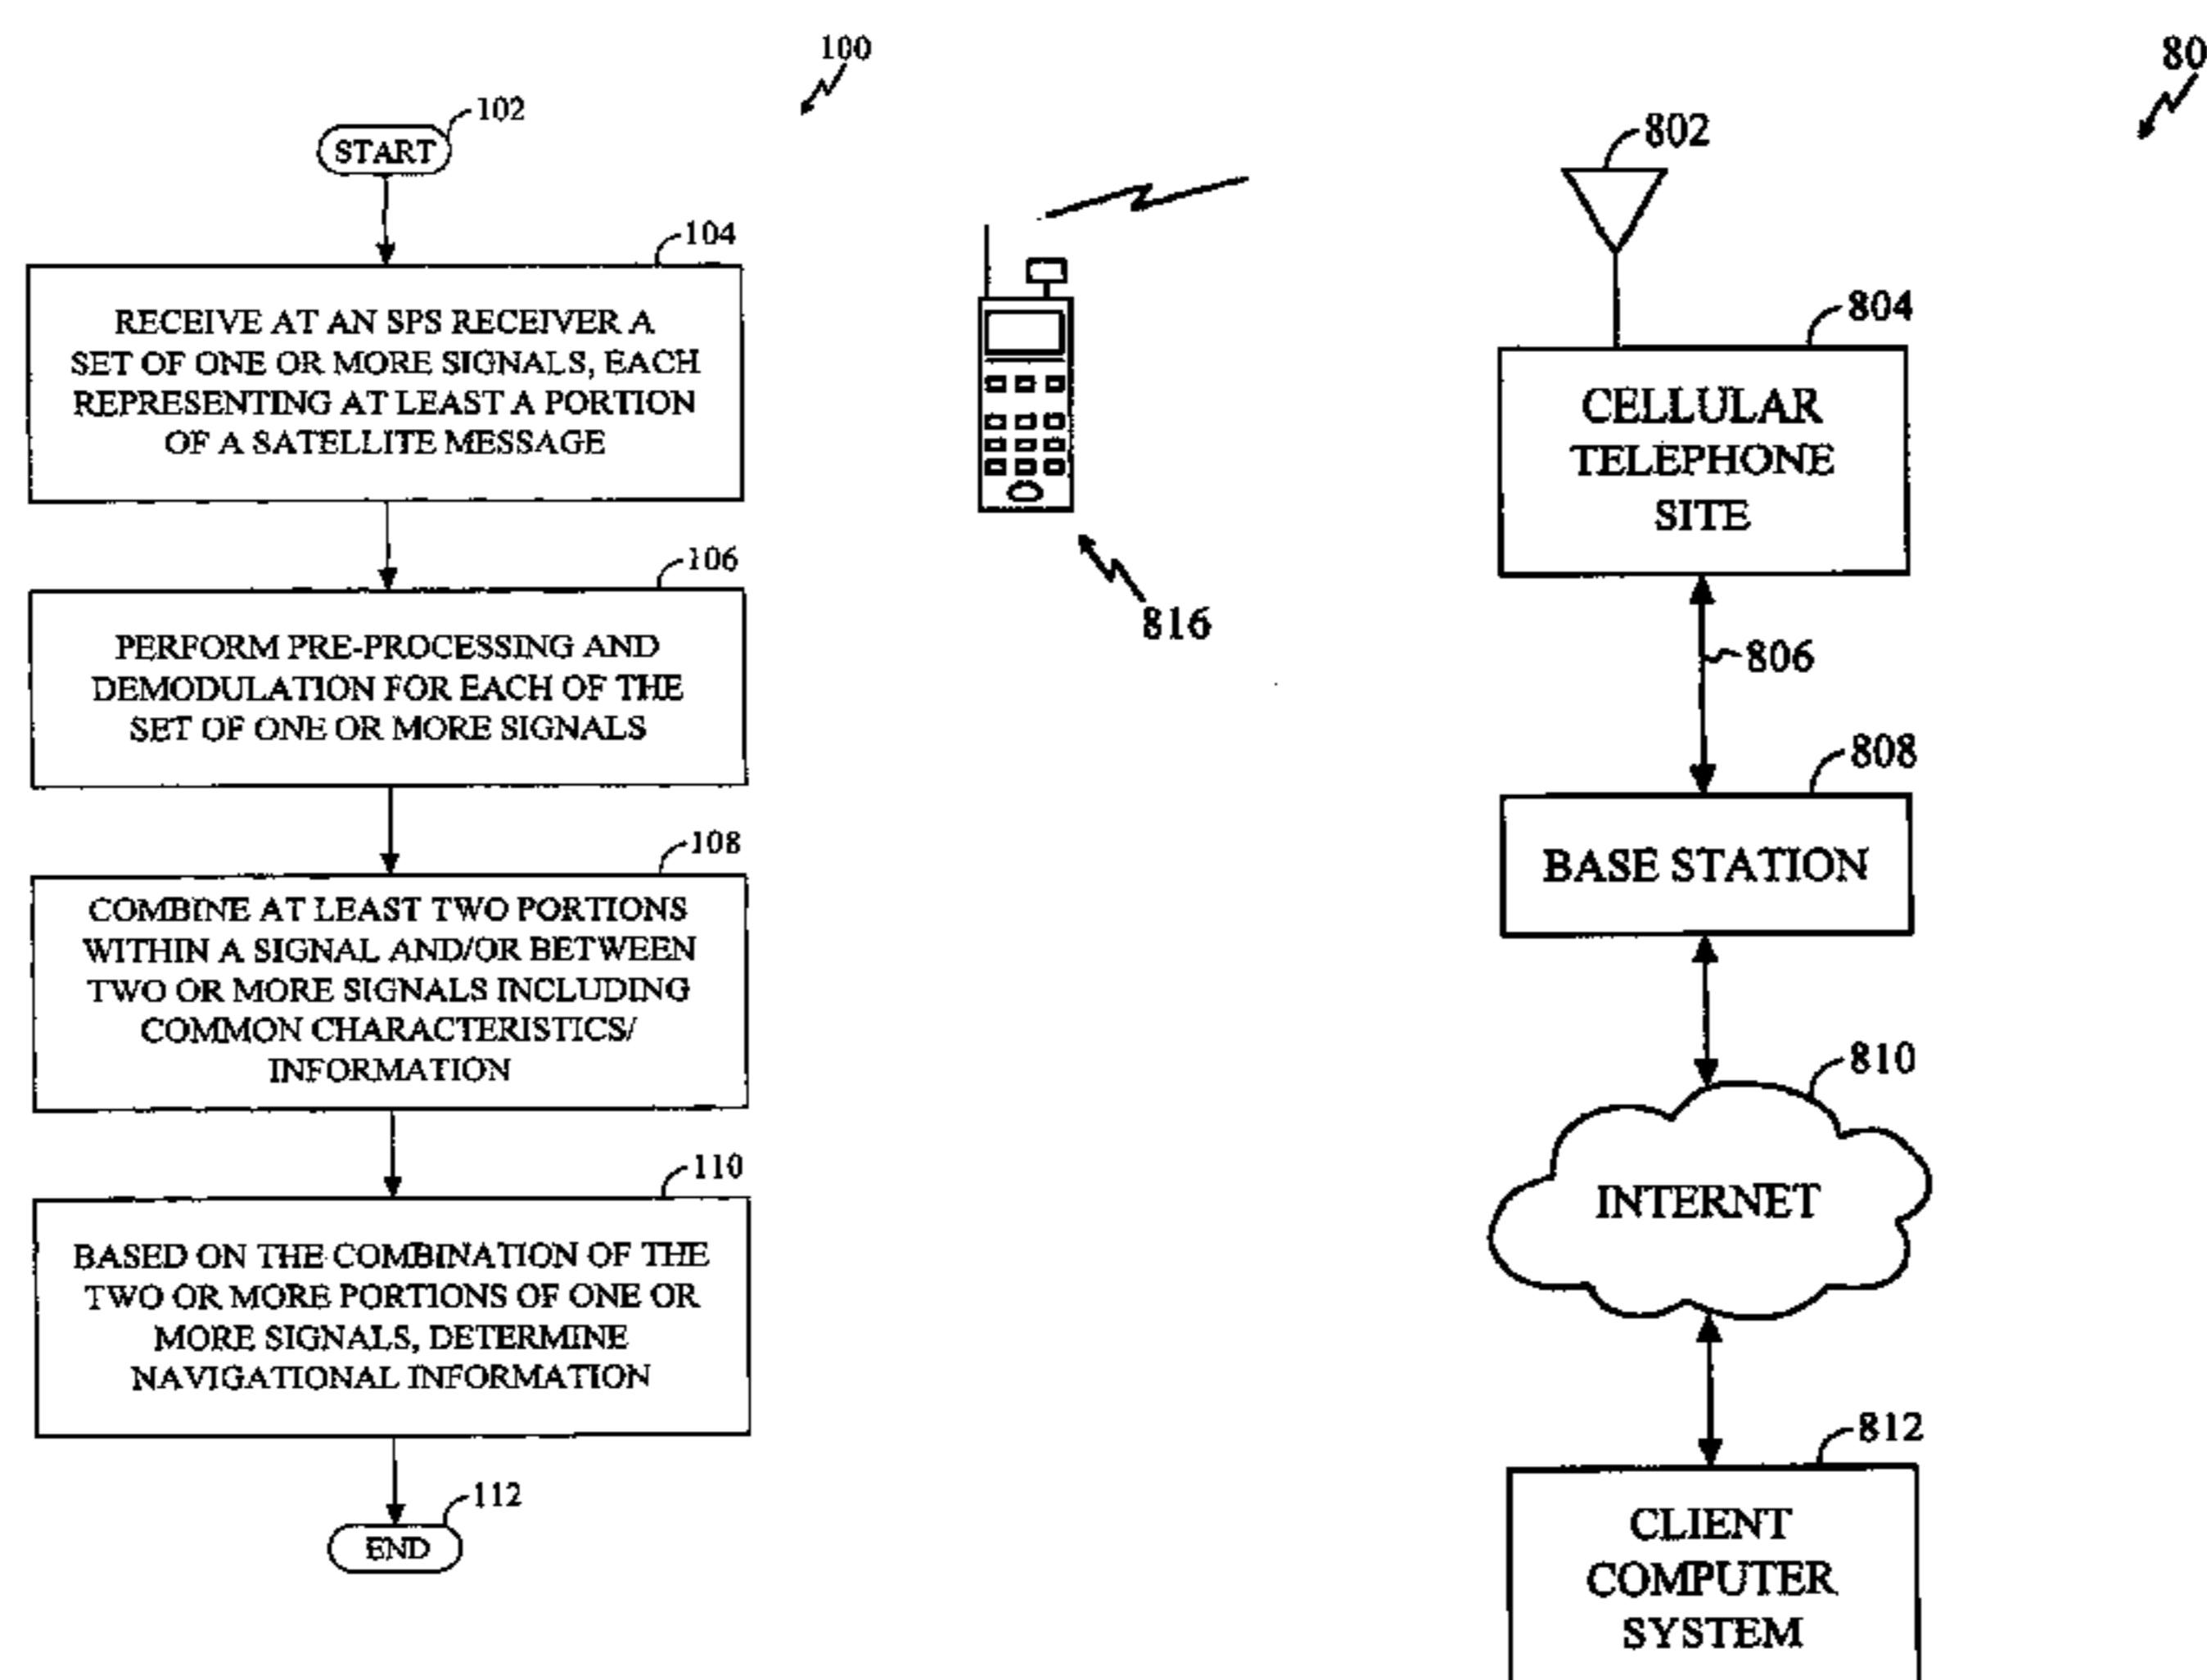 100
102
START
104
RECEIVE AT AN SPS RECEIVER A
SET OF ONE OR MORE SIGNALS, EACH
REPRESENTING AT LEAST A PORTION
OF A SATELLITE MESSAGE
106
PERFORM PRE-PROCESSING AND
DEMODULATION FOR EACH OF THE
SET OF ONE OR MORE SIGNALS
108
COMBINE AT LEAST TWO PORTIONS
WITHIN A SIGNAL AND/OR BETWEEN
TWO OR MORE SIGNALS INCLUDING
COMMON CHARACTERISTICS/
INFORMATION
110
BASED ON THE COMBINATION OF THE
TWO OR MORE PORTIONS OF ONE OR
MORE SIGNALS, DETERMINE
NAVIGATIONAL INFORMATION
112
END
816
80
802
804
CELLULAR
TELEPHONE
SITE
806
808
BASE STATION
810
INTERNET
812
CLIENT
COMPUTER
SYSTEM